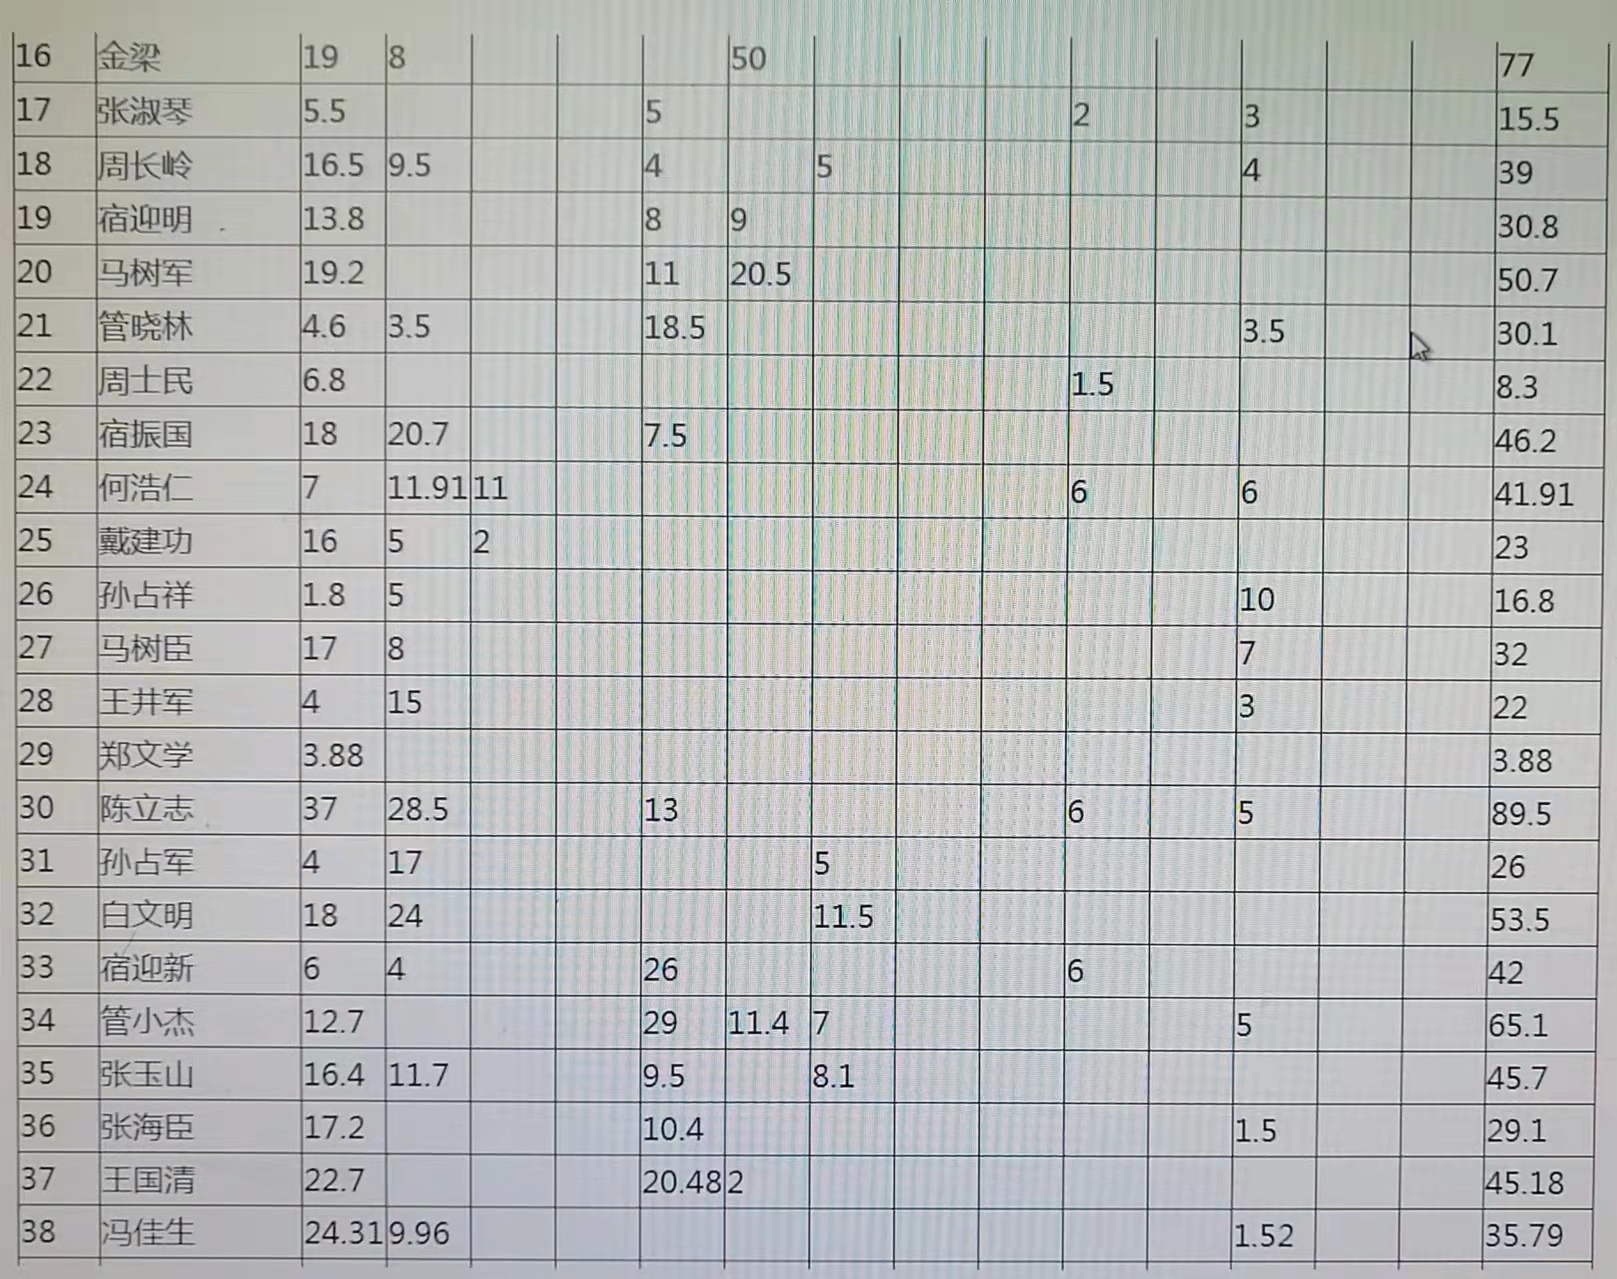 16 金梁 19 8 50 77
17 张淑琴 5.5 5 2 3 15.5
18 周长岭 16.5 9.5 4 5 4 39
19 宿迎明 13.8 8 9 30.8
20 马树军 19.2 11 20.5 50.7
21 管晓林 4.6 3.5 18.5 3.5 30.1
22 周士民 6.8 1.5 8.3
23 宿振国 18 20.7 7.5 46.2
24 何浩仁 7 11.91 11 6 6 41.91
25 戴建功 16 5 2 23
26 孙占祥 1.8 5 10 16.8
27 马树臣 17 8 7 32
28 王井军 4 15 3 22
29 郑文学 3.88 3.88
30 陈立志 37 28.5 13 6 5 89.5
31 孙占军 4 17 5 26
32 白文明 18 24 11.5 53.5
33 宿迎新 6 4 26 6 42
34 管小杰 12.7 29 11.4 7 5 65.1
35 张玉山 16.4 11.7 9.5 8.1 45.7
36 张海臣 17.2 10.4 1.5 29.1
37 王国清 22.7 20.48 2 45.18
38 冯佳生 24.31 9.96 1.52 35.79